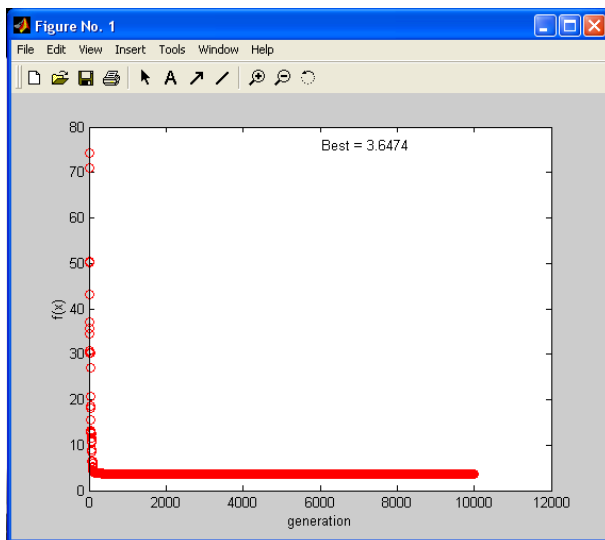 Figure No. 1
File Edit View Insert Tools Window Help
A
80
Best = 3.6474
70
60
50
40
f(x)
30
20
10
0
0 2000 4000 6000 8000 10000 12000
generation